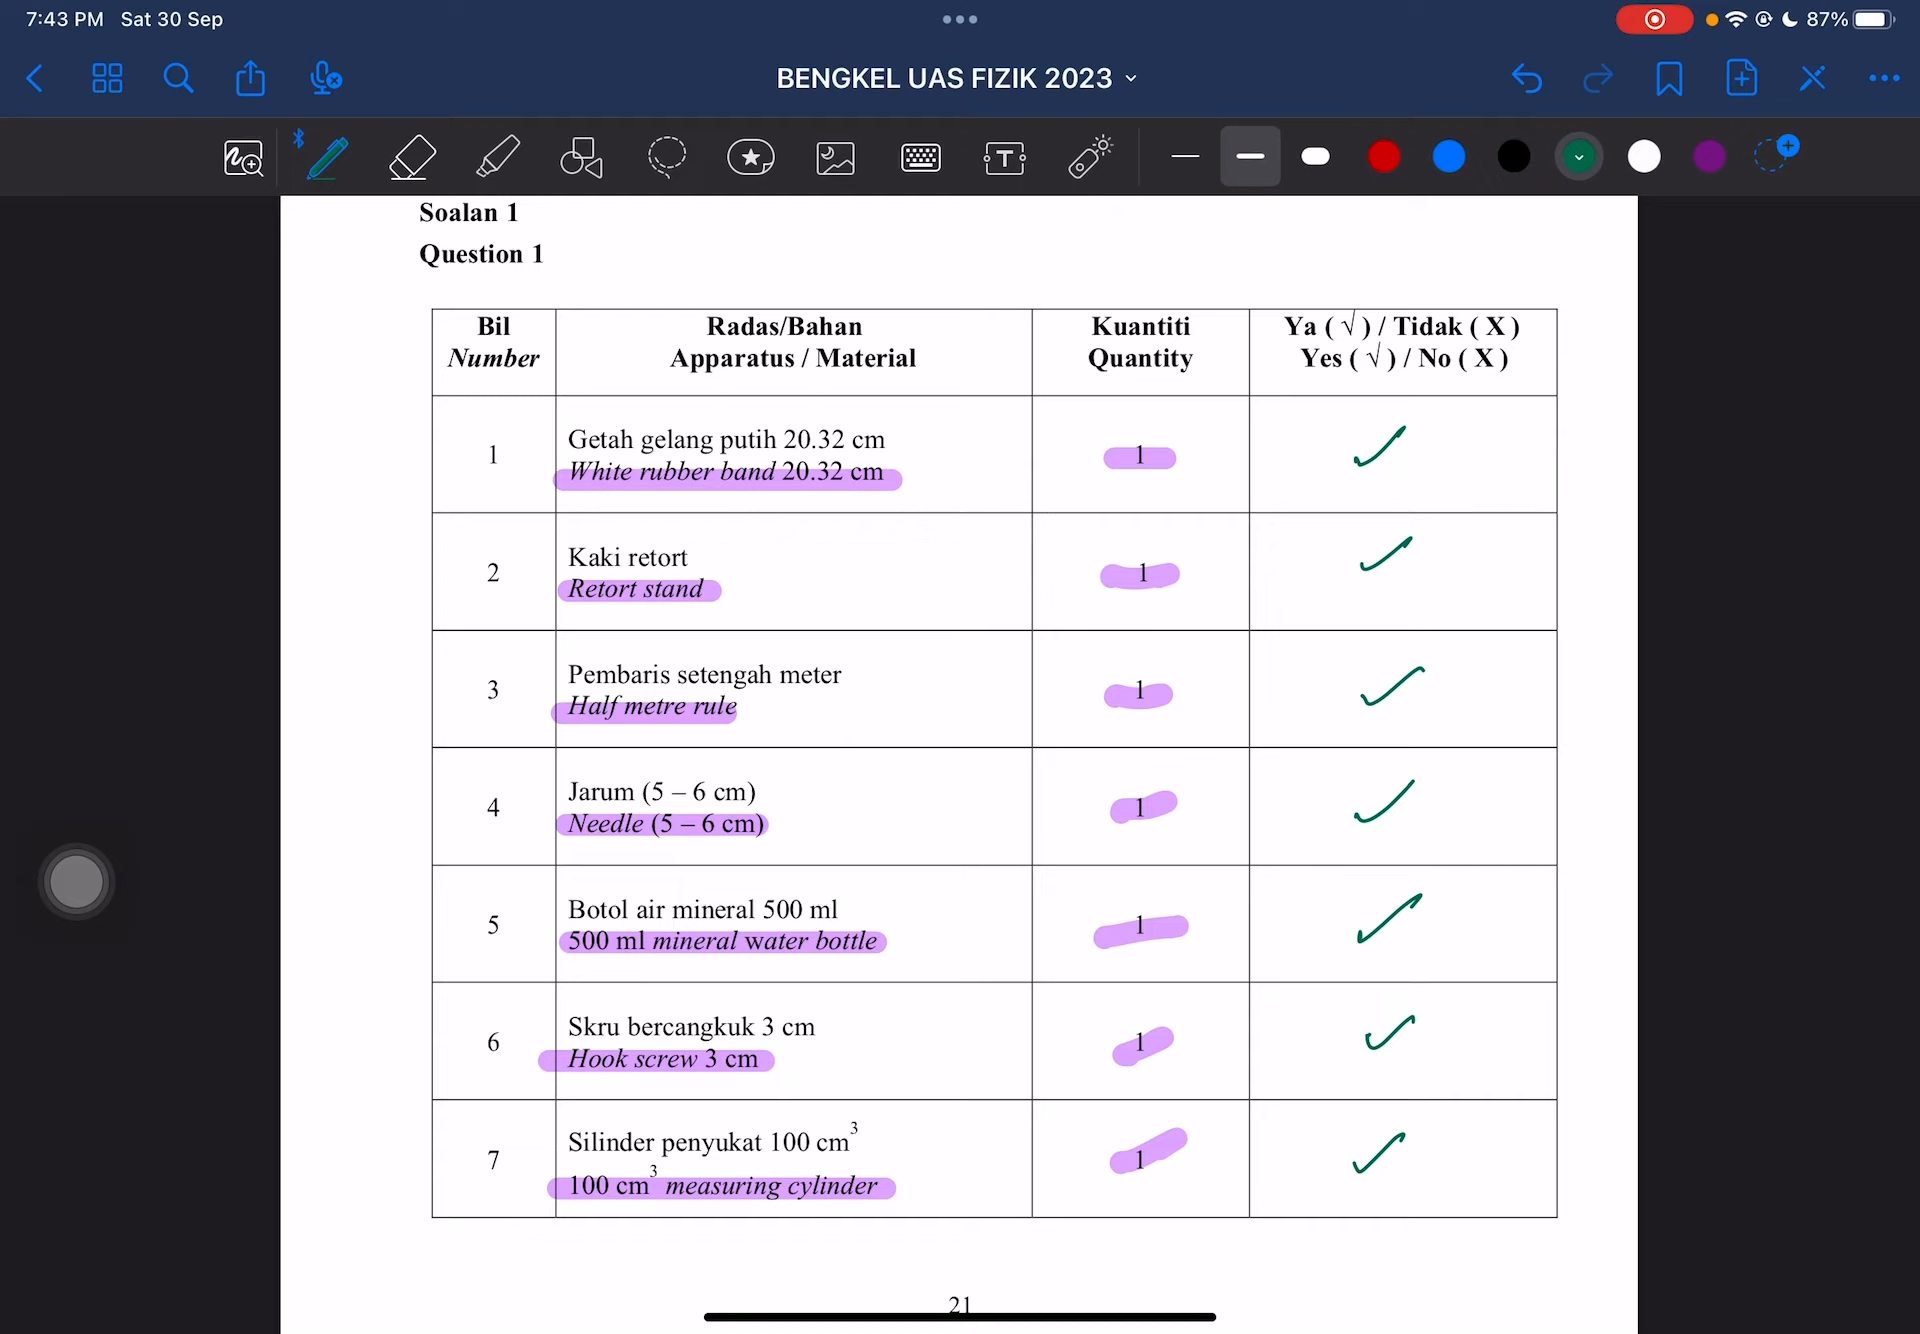 7:43 PM Sat 30 Sep
87%
BENGKEL UAS FIZIK 2023
Soalan 1
Question 1
Bil
Number
Radas/Bahan
Apparatus / Material
Kuantiti
Quantity
Ya ( √ ) / Tidak ( X )
Yes ( √ ) / No ( X )
1
Getah gelang putih 20.32 cm
White rubber band 20.32 cm
1
2
Kaki retort
Retort stand
1
3
Pembaris setengah meter
Half metre rule
1
4
Jarum (5 – 6 cm)
Needle (5 – 6 cm)
1
5
Botol air mineral 500 ml
500 ml mineral water bottle
1
6
Skru bercangkuk 3 cm
Hook screw 3 cm
1
7
Silinder penyukat 100 cm³
100 cm³ measuring cylinder
1
21